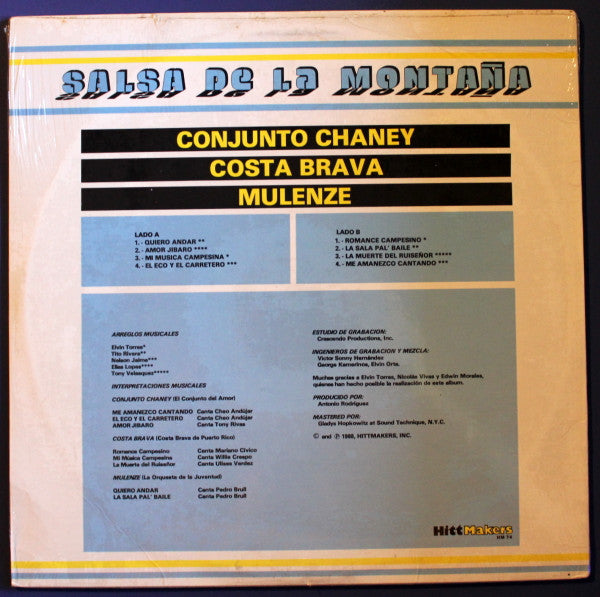 SALSA DE LA MONTAÑA
CONJUNTO CHANEY
COSTA BRAVA
MULENZE
LADO A
1.- QUIERO ANDAR **
2.- AMOR JIBARO ****
3.- MI MUSICA CAMPESINA *
4.- EL ECO Y EL CARRETERO ***
LADO B
1.- ROMANCE CAMPESINO *
2.- LA SALA PAL' BAILE **
3.- LA MUERTE DEL RUISEÑOR *****
4.- ME AMANEZCO CANTANDO ***
ARREGLOS MUSICALES
Elvin Torres*
Tito Rivera**
Nelson Jaime***
Elias Lopes****
Tony Velasquez*****
INTERPRETACIONES MUSICALES
CONJUNTO CHANEY (El Conjunto del Amor)
ME AMANEZCO CANTANDO Canta Cheo Andújar
EL ECO Y EL CARRETERO Canta Cheo Andújar
AMOR JIBARO Canta Tony Rivas
COSTA BRAVA (Costa Brava de Puerto Rico)
Romance Campesino Canta Mariano Cívico
Mi Música Campesina Canta Willie Crespo
La Muerte del Ruiseñor Canta Ulises Vardez
MULENZE (La Orquesta de la Juventud)
QUIERO ANDAR Canta Pedro Brull
LA SALA PAL' BAILE Canta Pedro Brull
ESTUDIO DE GRABACION:
Crescendo Productions, Inc.
INGENIEROS DE GRABACION Y MEZCLA:
Victor Sonny Hernández
George Kamerince, Elvin Orta.
Muchas gracias a Elvin Torres, Nicolás Vivas y Edwin Morales,
quienes han hecho posible la realización de este album.
PRODUCIDO POR:
Antonio Rodriguez
MASTERED POR:
Gladys Hopkowitz at Sound Technique, N.Y.C.
© and ℗ 1988, HITTMAKERS, INC.
HittMakers
HM 74